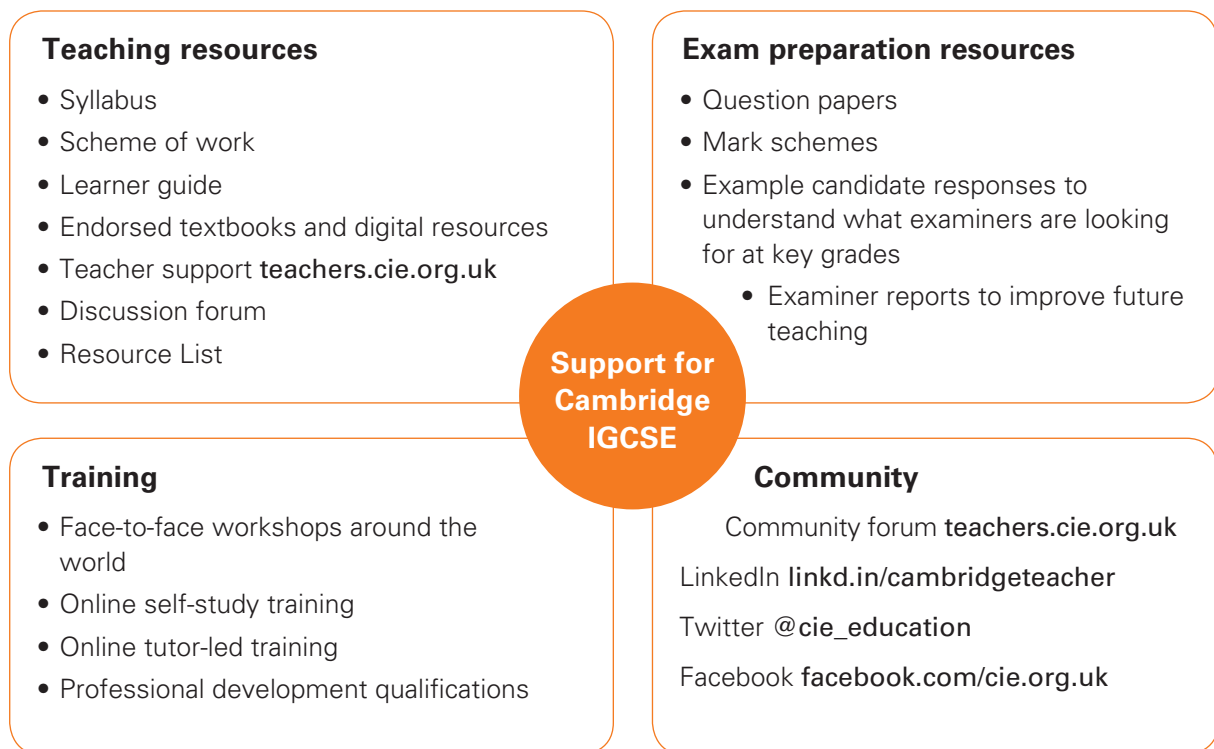 Teaching resources
• Syllabus
• Scheme of work
• Learner guide
• Endorsed textbooks and digital resources
• Teacher support teachers.cie.org.uk
• Discussion forum
• Resource List
Exam preparation resources
• Question papers
• Mark schemes
• Example candidate responses to
understand what examiners are looking
for at key grades
• Examiner reports to improve future
teaching
Support for
Cambridge
IGCSE
Training
• Face-to-face workshops around the
world
• Online self-study training
• Online tutor-led training
• Professional development qualifications
Community
Community forum teachers.cie.org.uk
LinkedIn linkd.in/cambridgeteacher
Twitter @cie_education
Facebook facebook.com/cie.org.uk